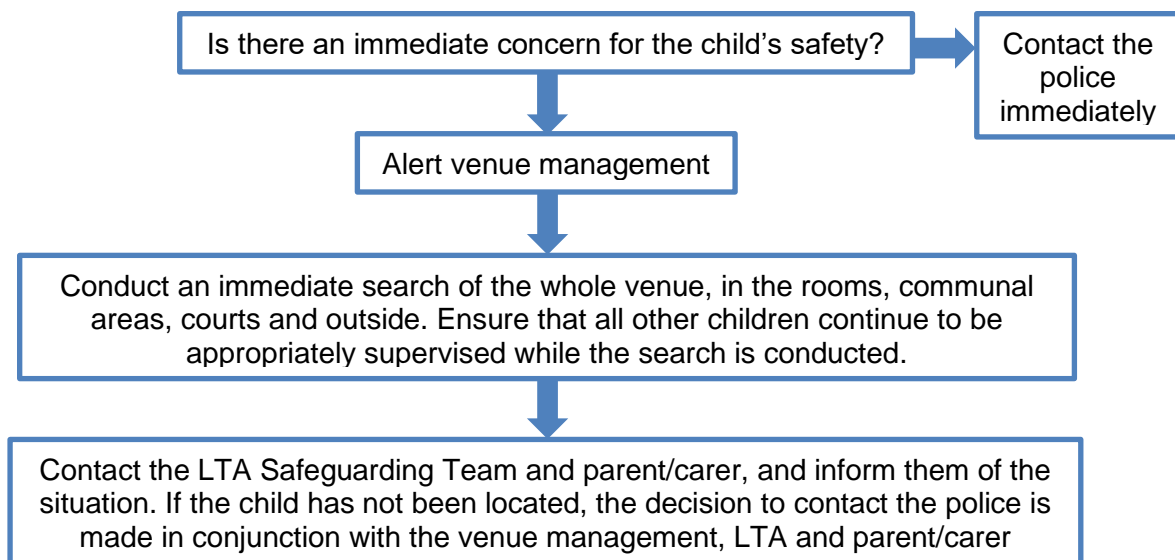 Is there an immediate concern for the child’s safety?
Contact the
police
immediately
Alert venue management
Conduct an immediate search of the whole venue, in the rooms, communal
areas, courts and outside. Ensure that all other children continue to be
appropriately supervised while the search is conducted.
Contact the LTA Safeguarding Team and parent/carer, and inform them of the
situation. If the child has not been located, the decision to contact the police is
made in conjunction with the venue management, LTA and parent/carer